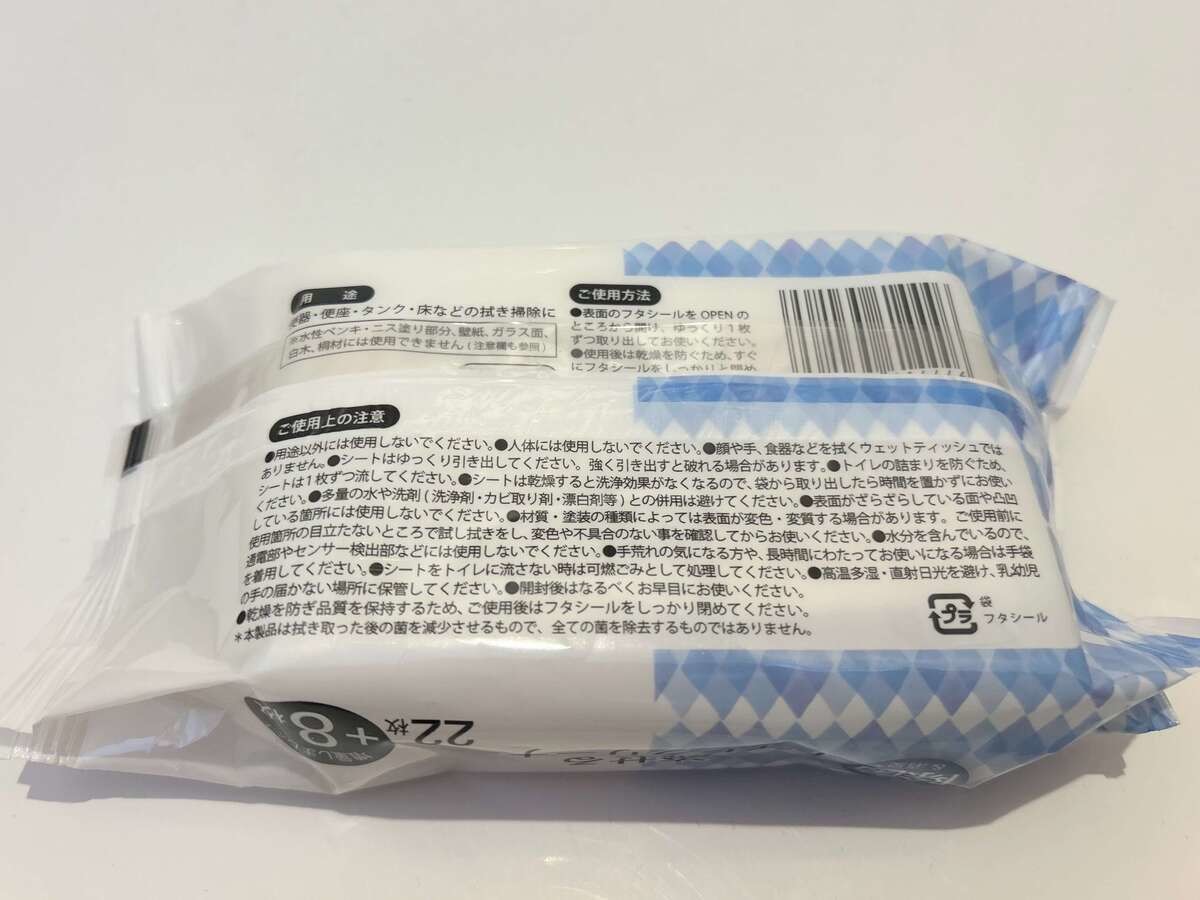 用途
便器・便座・タンク・床などの拭き掃除に
※水性ペンキ・ニス塗り部分、壁紙、ガラス面、
白木、桐材には使用できません(注意欄も参照)
ご使用方法
●表面のフタシールをOPENの
ところから開け、ゆっくり1枚
ずつ取り出してお使いください。
●使用後は乾燥を防ぐため、すぐ
にフタシールをしっかりと閉め
ご使用上の注意
●用途以外には使用しないでください。●人体には使用しないでください。●顔や手、食器などを拭くウェットティッシュでは
ありません。●シートはゆっくり引き出してください。強く引き出すと破れる場合があります。●トイレの詰まりを防ぐため、
シートは1枚ずつ流してください。●シートは乾燥すると洗浄効果がなくなるので、袋から取り出したら時間を置かずにお使い
ください。●多量の水や洗剤(洗浄剤・カビ取り剤・漂白剤等)との併用は避けてください。●表面がざらざらしている面や凸凹
している箇所には使用しないでください。●材質・塗装の種類によっては表面が変色・変質する場合があります。ご使用前に
使用箇所の目立たないところで試し拭きをし、変色や不具合のない事を確認してからお使いください。●水分を含んでいるので、
通電部やセンサー検出部などには使用しないでください。●手荒れの気になる方や、長時間にわたってお使いになる場合は手袋
を着用してください。●シートをトイレに流さない時は可燃ごみとして処理してください。●高温多湿・直射日光を避け、乳幼児
の手の届かない場所に保管してください。●開封後はなるべくお早目にお使いください。
●乾燥を防ぎ品質を保持するため、ご使用後はフタシールをしっかり閉めてください。
＊本製品は拭き取った後の菌を減少させるもので、全ての菌を除去するものではありません。
プラ
袋
フタシール
22枚
+8枚